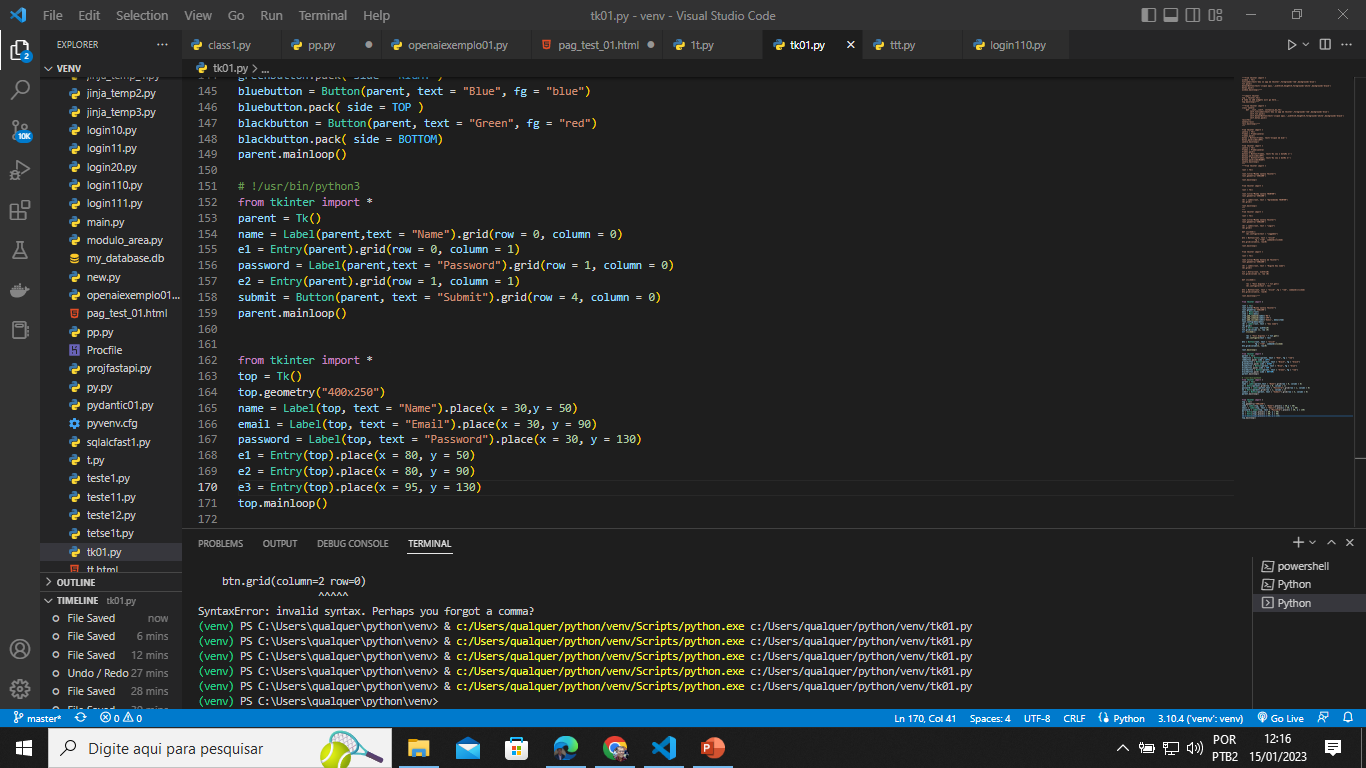 File Edit Selection View Go Run Terminal Help
tk01.py - venv - Visual Studio Code
EXPLORER
VENV
jinja_temp_1.py
jinja_temp2.py
jinja_temp3.py
login10.py
login11.py
login20.py
login110.py
login111.py
main.py
modulo_area.py
my_database.db
new.py
openaiexemplo01...
pag_test_01.html
pp.py
Procfile
projfastapi.py
py.py
pydantic01.py
pyvenv.cfg
sqlalcfast1.py
t.py
teste1.py
teste11.py
teste12.py
tetse1t.py
tk01.py
tt.html
OUTLINE
TIMELINE tk01.py
File Saved now
File Saved 6 mins
File Saved 12 mins
Undo / Redo 27 mins
File Saved 28 mins
2
10K
class1.py pp.py openaiexemplo01.py pag_test_01.html 1t.py tk01.py ttt.py login110.py
tk01.py > ...
145 bluebutton = Button(parent, text = "Blue", fg = "blue")
146 bluebutton.pack( side = TOP )
147 blackbutton = Button(parent, text = "Green", fg = "red")
148 blackbutton.pack( side = BOTTOM)
149 parent.mainloop()
150
151 # !/usr/bin/python3
152 from tkinter import *
153 parent = Tk()
154 name = Label(parent,text = "Name").grid(row = 0, column = 0)
155 e1 = Entry(parent).grid(row = 0, column = 1)
156 password = Label(parent,text = "Password").grid(row = 1, column = 0)
157 e2 = Entry(parent).grid(row = 1, column = 1)
158 submit = Button(parent, text = "Submit").grid(row = 4, column = 0)
159 parent.mainloop()
160
161
162 from tkinter import *
163 top = Tk()
164 top.geometry("400x250")
165 name = Label(top, text = "Name").place(x = 30,y = 50)
166 email = Label(top, text = "Email").place(x = 30, y = 90)
167 password = Label(top, text = "Password").place(x = 30, y = 130)
168 e1 = Entry(top).place(x = 80, y = 50)
169 e2 = Entry(top).place(x = 80, y = 90)
170 e3 = Entry(top).place(x = 95, y = 130)
171 top.mainloop()
172
PROBLEMS OUTPUT DEBUG CONSOLE TERMINAL
btn.grid(column=2 row=0)
^^^^^
SyntaxError: invalid syntax. Perhaps you forgot a comma?
(venv) PS C:\Users\qualquer\python\venv> & c:/Users/qualquer/python/venv/Scripts/python.exe c:/Users/qualquer/python/venv/tk01.py
(venv) PS C:\Users\qualquer\python\venv> & c:/Users/qualquer/python/venv/Scripts/python.exe c:/Users/qualquer/python/venv/tk01.py
(venv) PS C:\Users\qualquer\python\venv> & c:/Users/qualquer/python/venv/Scripts/python.exe c:/Users/qualquer/python/venv/tk01.py
(venv) PS C:\Users\qualquer\python\venv> & c:/Users/qualquer/python/venv/Scripts/python.exe c:/Users/qualquer/python/venv/tk01.py
(venv) PS C:\Users\qualquer\python\venv> & c:/Users/qualquer/python/venv/Scripts/python.exe c:/Users/qualquer/python/venv/tk01.py
(venv) PS C:\Users\qualquer\python\venv>
powershell
Python
Python
master* 0 0 Ln 170, Col 41 Spaces: 4 UTF-8 CRLF Python 3.10.4 ('venv': venv) Go Live
Digite aqui para pesquisar
POR
PTB2
12:16
15/01/2023